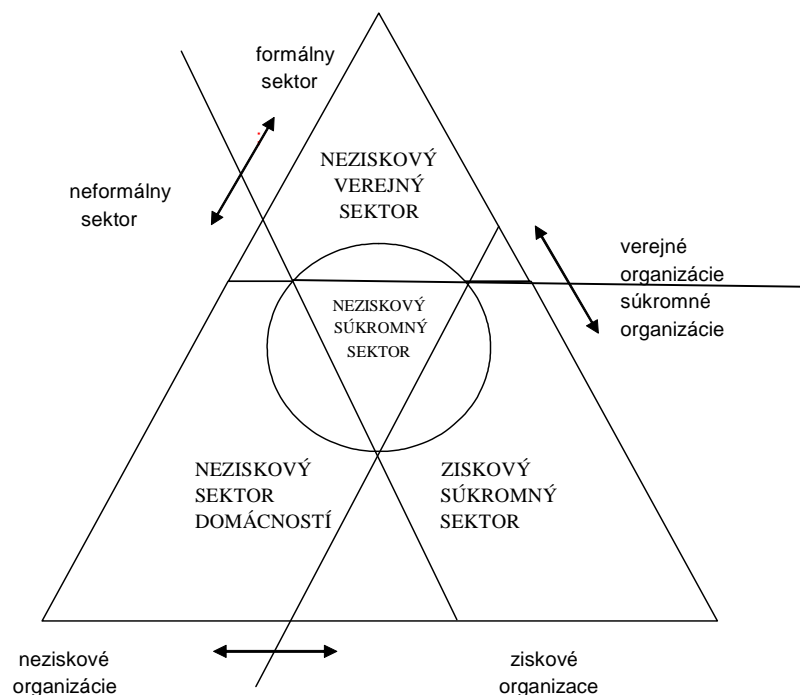 formálny
sektor
NEZISKOVÝ
VEREJNÝ
SEKTOR
neformálny
sektor
verejné
organizácie
súkromné
organizácie
NEZISKOVÝ
SÚKROMNÝ
SEKTOR
NEZISKOVÝ
SEKTOR
DOMÁCNOSTÍ
ZISKOVÝ
SÚKROMNÝ
SEKTOR
neziskové
organizácie
ziskové
organizace